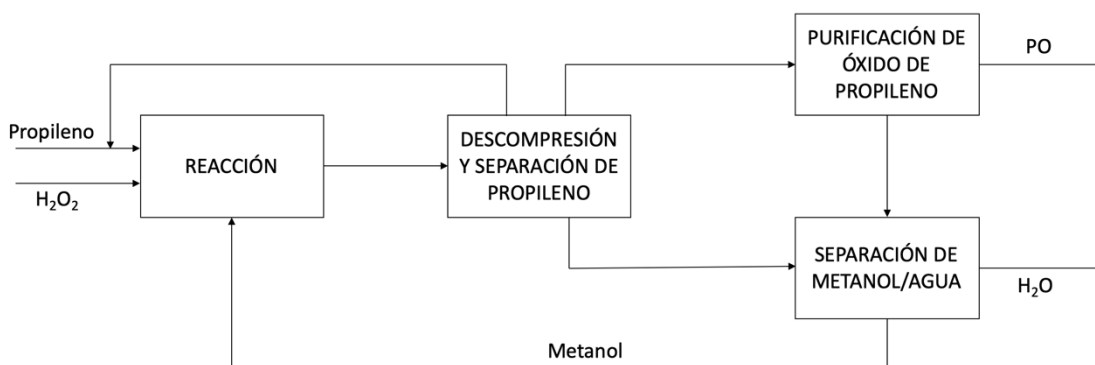 PURIFICACIÓN DE
ÓXIDO DE
PROPILENO
PO
Propileno
H₂O₂
REACCIÓN
DESCOMPRESIÓN
Y SEPARACIÓN DE
PROPILENO
SEPARACIÓN DE
METANOL/AGUA
H₂O
Metanol